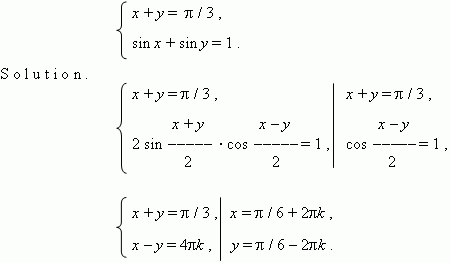 x + y = π / 3 ,
sin x + sin y = 1 .
Solution.
x + y = π / 3 ,
2 sin (x + y)/2 · cos (x – y)/2 = 1 ,
x + y = π / 3 ,
cos (x – y)/2 = 1 ,
x + y = π / 3 ,
x – y = 4πk ,
x = π / 6 + 2πk ,
y = π / 6 – 2πk .